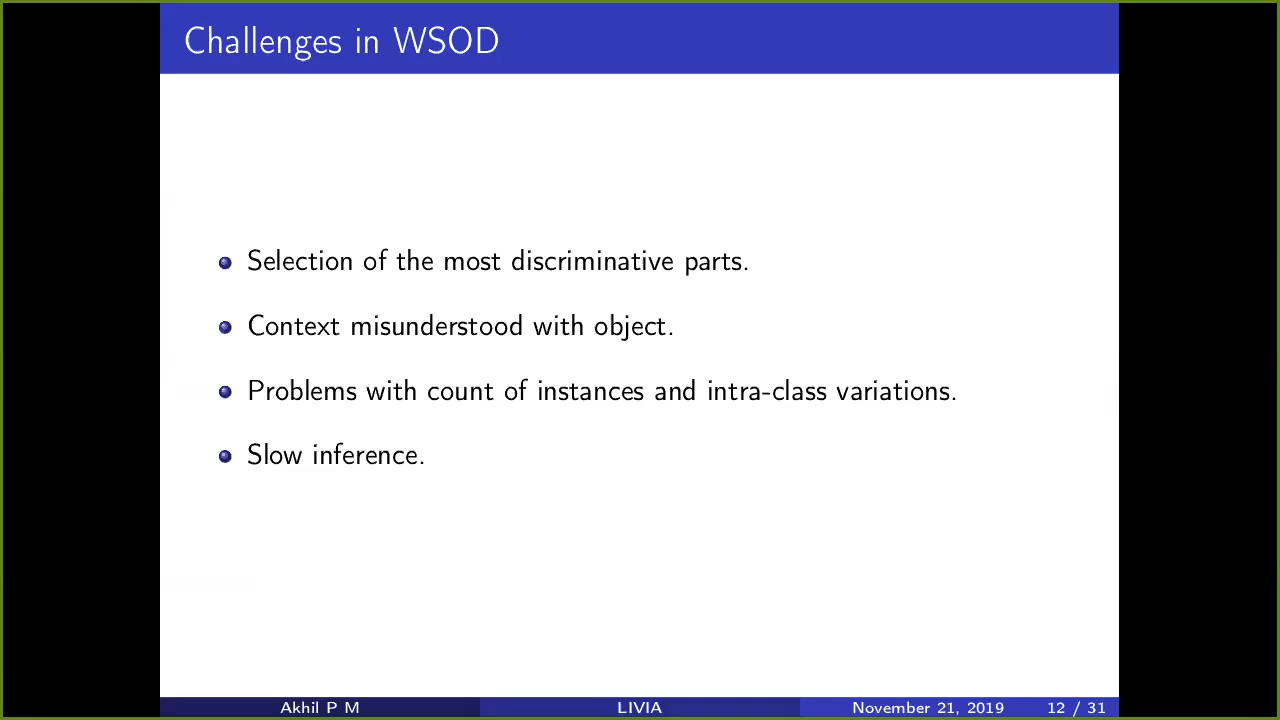 Challenges in WSOD
Selection of the most discriminative parts.
Context misunderstood with object.
Problems with count of instances and intra-class variations.
Slow inference.
Akhil P M LIVIA November 21, 2019 12 / 31